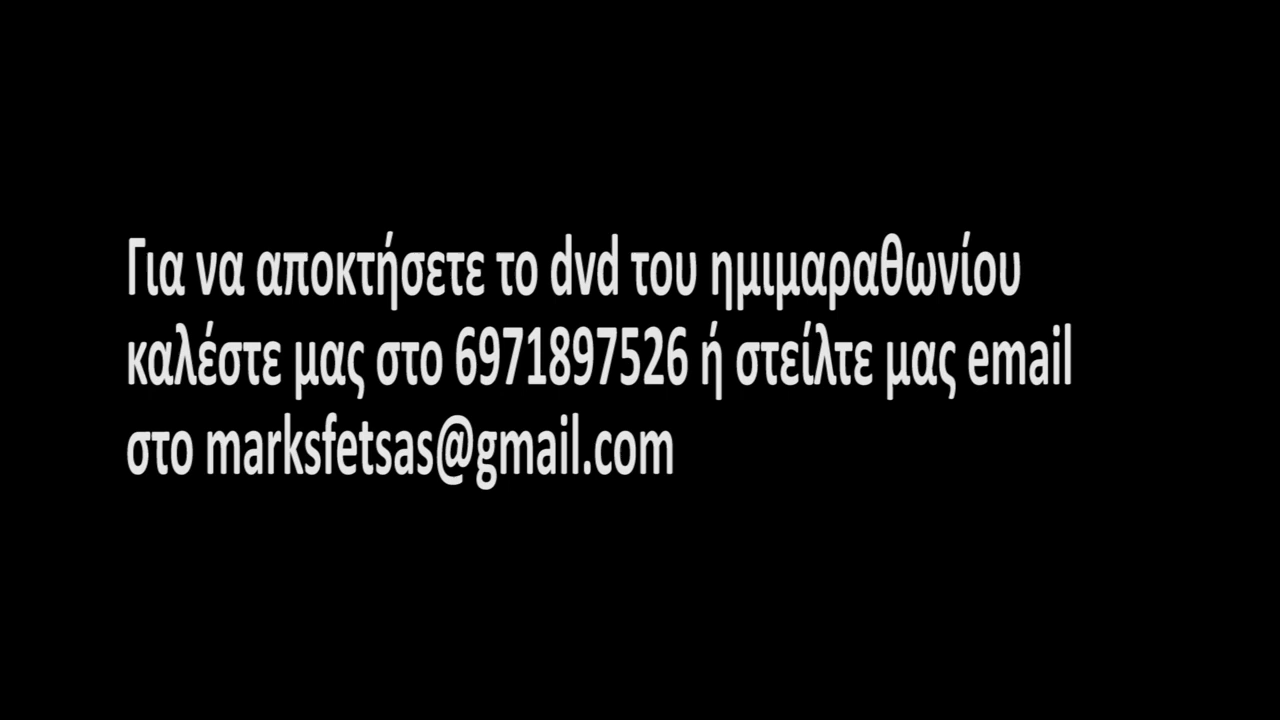 Για να αποκτήσετε το dvd του ημιμαραθωνίου
καλέστε μας στο 6971897526 ή στείλτε μας email
στο marksfetsas@gmail.com